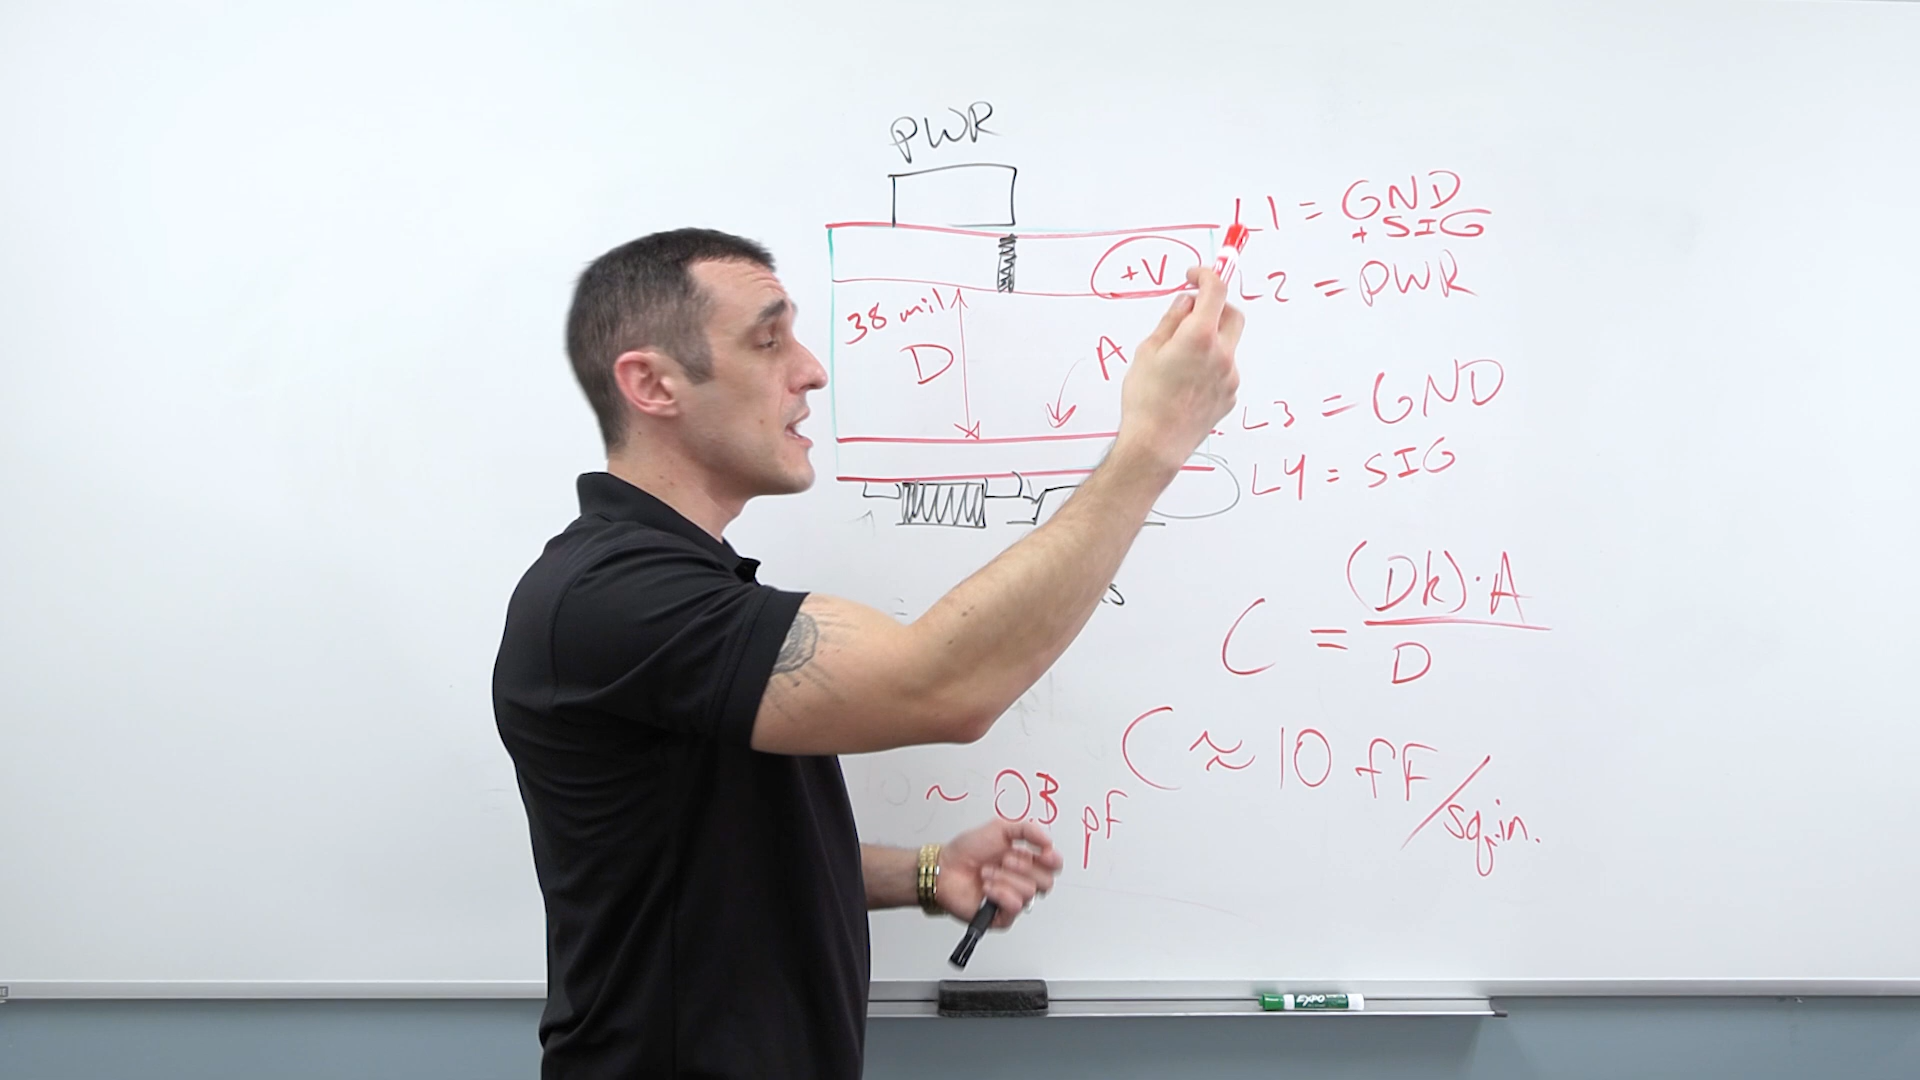 PWR
L1 = GND
+ SIG
+V
L2 = PWR
38 mil
D
A
L3 = GND
L4 = SIG
C = (Dk)·A
D
C ≈ 10 fF/sq.in.
~ 0.3 pF
EXPO